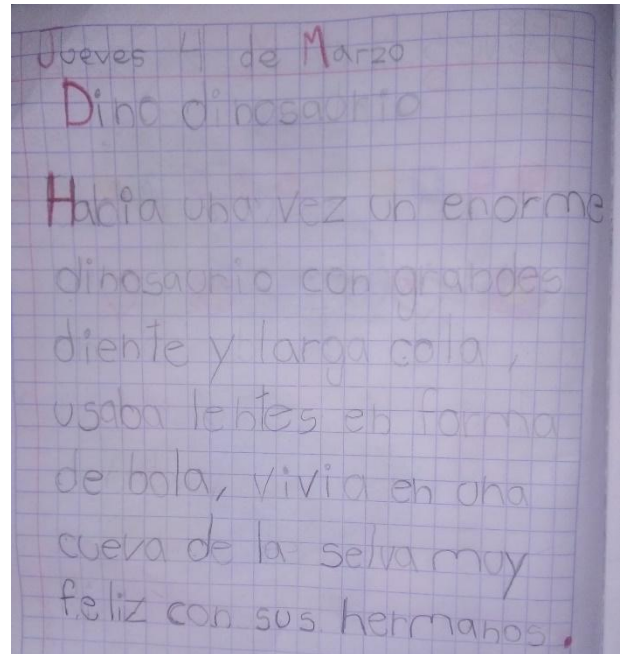 Jueves 4 de Marzo
Dino dinosaurio
Había una vez un enorme
dinosaurio con grandes
diente y larga cola,
usaba lentes en forma
de bola, vivia en una
cueva de la selva muy
feliz con sus hermanos.